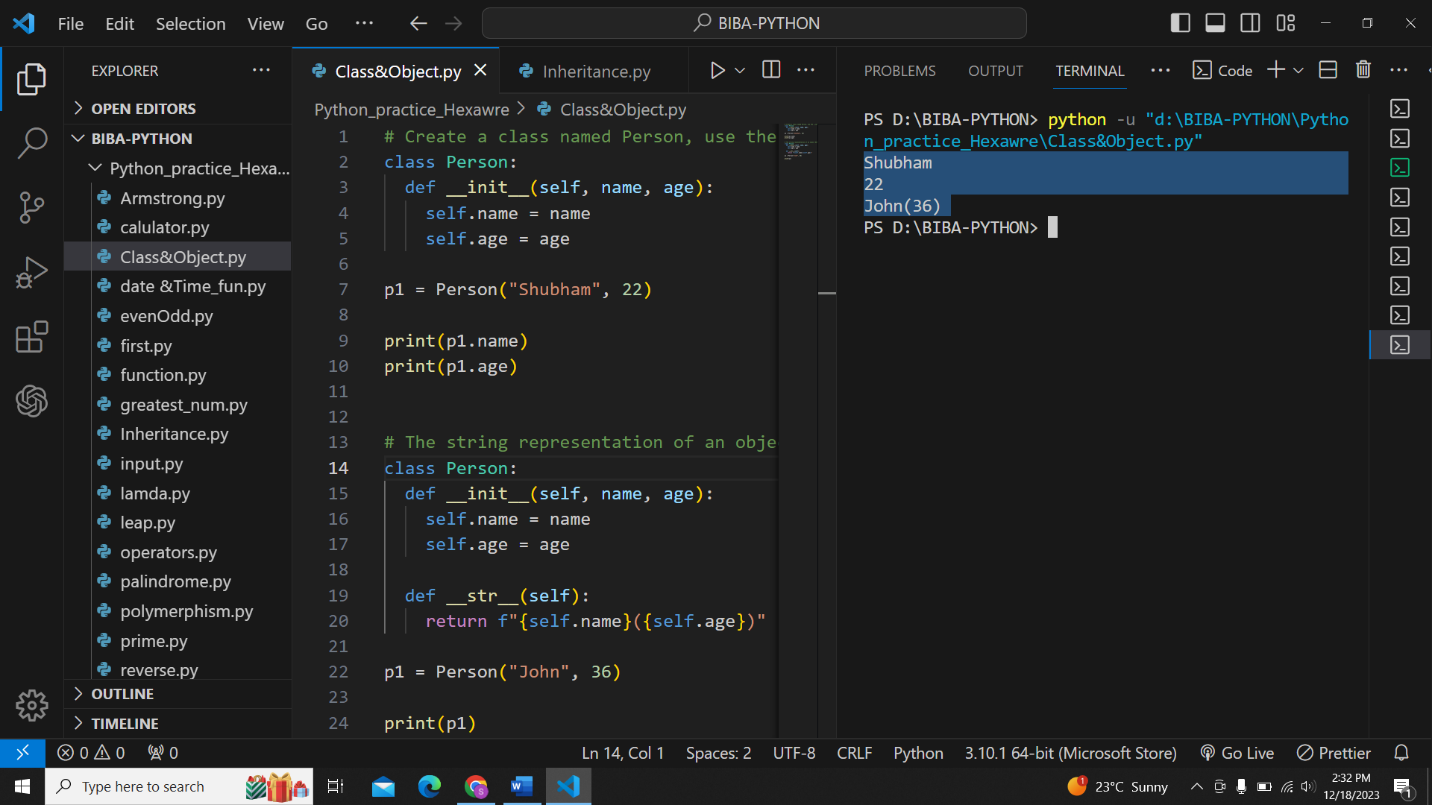 File Edit Selection View Go ··· BIBA-PYTHON
EXPLORER ···
OPEN EDITORS
BIBA-PYTHON
Python_practice_Hexa...
Armstrong.py
calulator.py
Class&Object.py
date &Time_fun.py
evenOdd.py
first.py
function.py
greatest_num.py
Inheritance.py
input.py
lamda.py
leap.py
operators.py
palindrome.py
polymerphism.py
prime.py
reverse.py
OUTLINE
TIMELINE
Class&Object.py Inheritance.py ···
Python_practice_Hexawre > Class&Object.py
1 # Create a class named Person, use the
2 class Person:
3 def __init__(self, name, age):
4 self.name = name
5 self.age = age
6
7 p1 = Person("Shubham", 22)
8
9 print(p1.name)
10 print(p1.age)
11
12
13 # The string representation of an obje
14 class Person:
15 def __init__(self, name, age):
16 self.name = name
17 self.age = age
18
19 def __str__(self):
20 return f"{self.name}({self.age})"
21
22 p1 = Person("John", 36)
23
24 print(p1)
PROBLEMS OUTPUT TERMINAL ··· Code ···
PS D:\BIBA-PYTHON> python -u "d:\BIBA-PYTHON\Pytho
n_practice_Hexawre\Class&Object.py"
Shubham
22
John(36)
PS D:\BIBA-PYTHON>
0 0 0 Ln 14, Col 1 Spaces: 2 UTF-8 CRLF Python 3.10.1 64-bit (Microsoft Store) Go Live Prettier
Type here to search 23°C Sunny 2:32 PM
12/18/2023
1
1